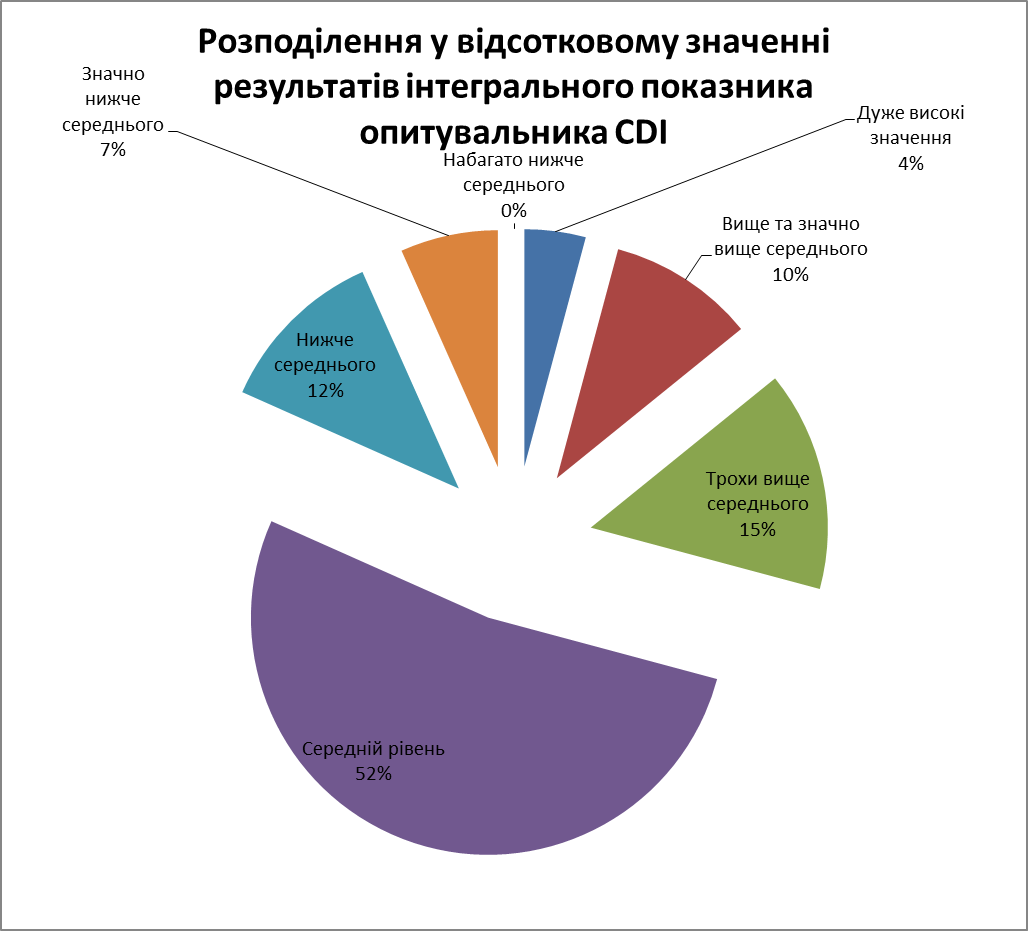 Розподілення у відсотковому значенні
результатів інтегрального показника
опитувальника CDI
Значно
нижче
середнього
7%
Набагато нижче
середнього
0%
Дуже високі
значення
4%
Вище та значно
вище середнього
10%
Нижче
середнього
12%
Трохи вище
середнього
15%
Середній рівень
52%